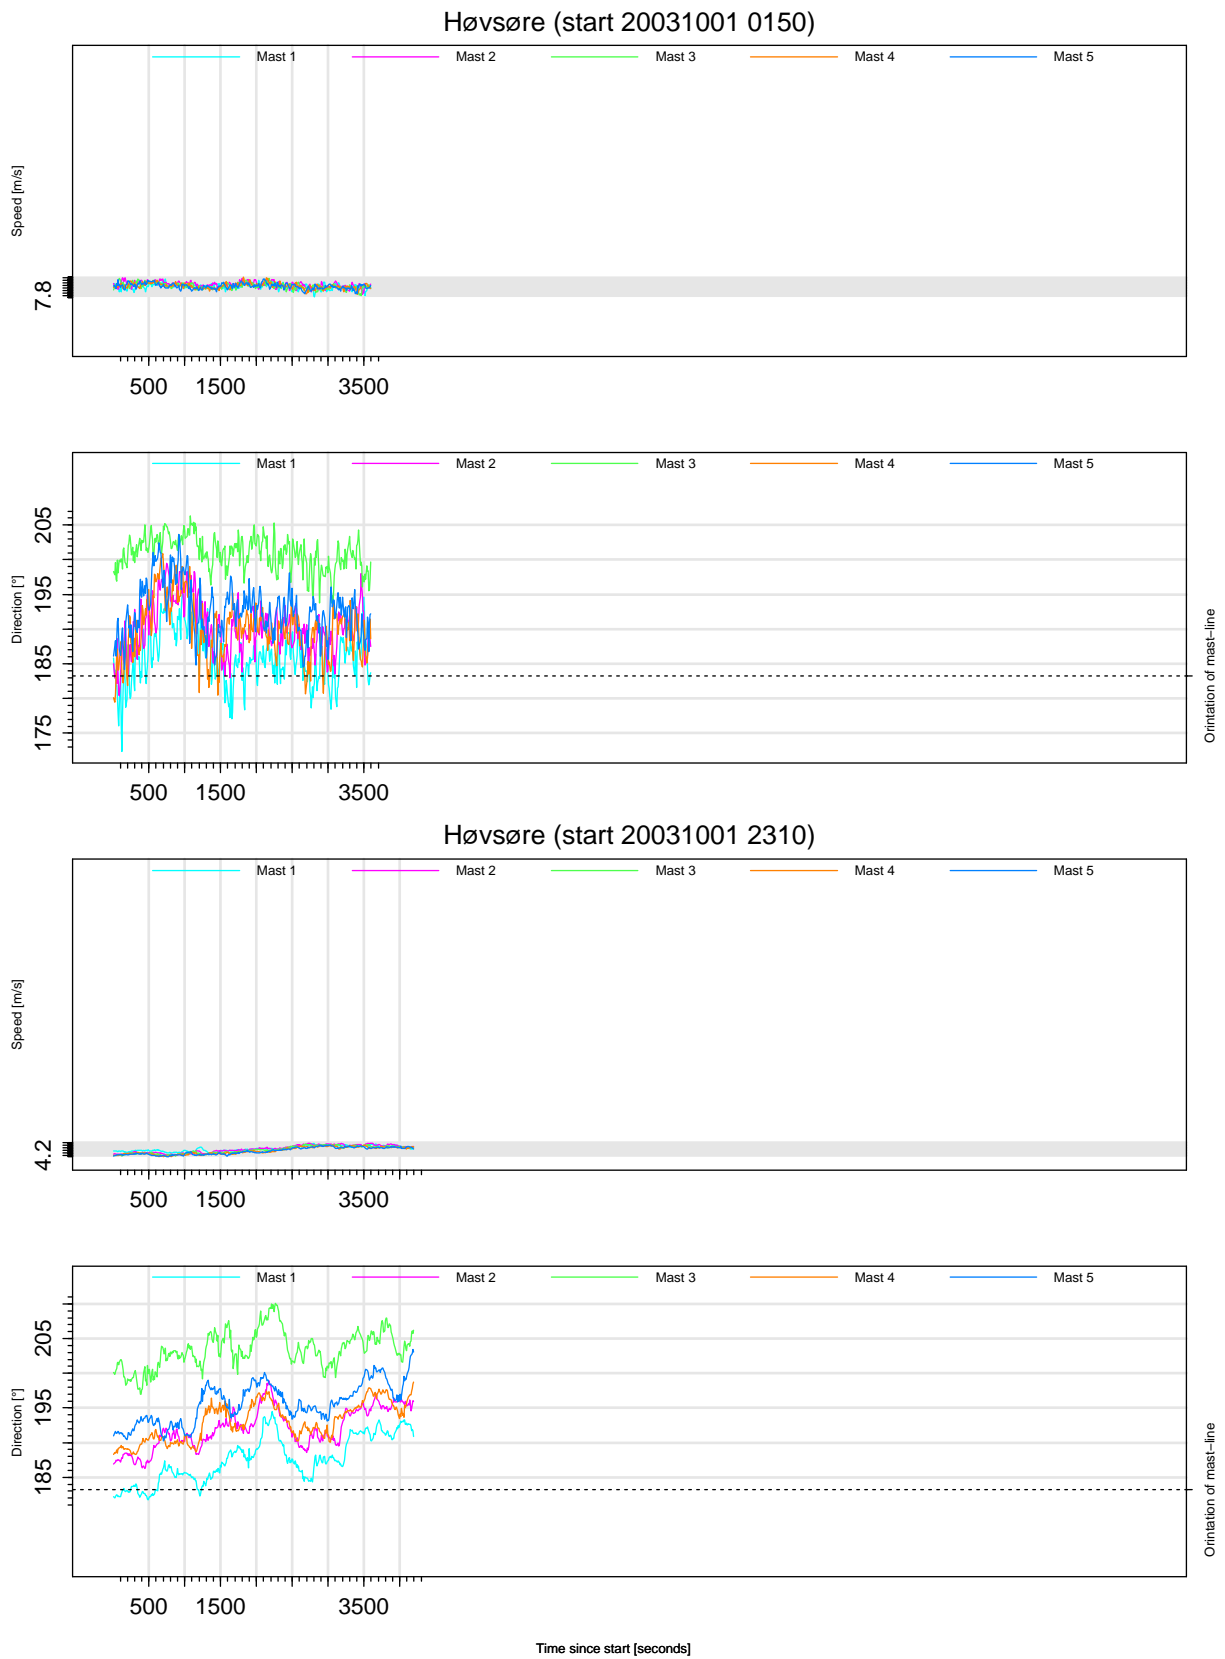 Høvsøre (start 20031001 0150)
Mast 1 Mast 2 Mast 3 Mast 4 Mast 5
Speed [m/s]
7.8
500 1500 3500
Mast 1 Mast 2 Mast 3 Mast 4 Mast 5
205
195
185
175
Direction [°]
Orintation of mast–line
500 1500 3500
Høvsøre (start 20031001 2310)
Mast 1 Mast 2 Mast 3 Mast 4 Mast 5
Speed [m/s]
4.2
500 1500 3500
Mast 1 Mast 2 Mast 3 Mast 4 Mast 5
205
195
185
Direction [°]
Orintation of mast–line
500 1500 3500
Time since start [seconds]